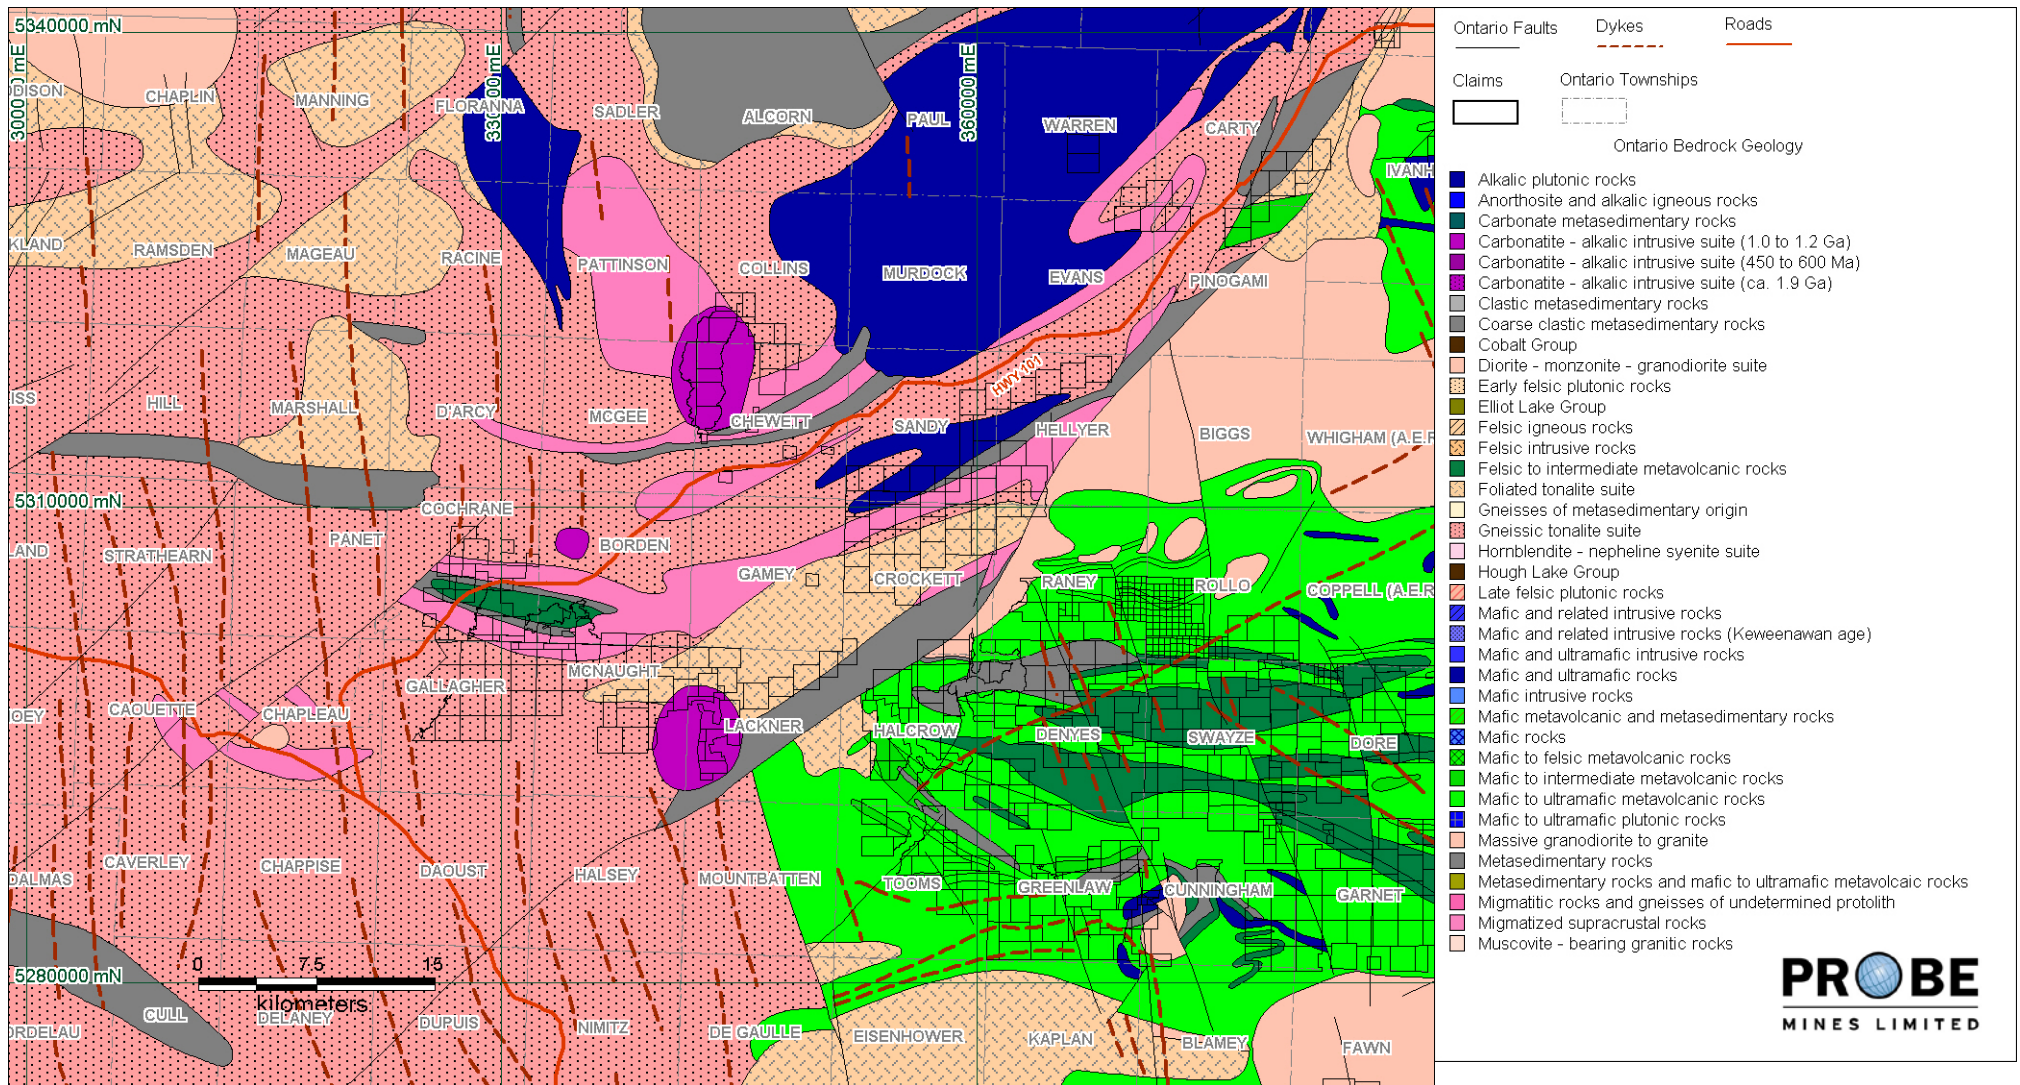 5340000 mN
300000 mE
330000 mE
3600000 mE
DISON
CHAPLIN
MANNING
FLORANNA
SADLER
ALCORN
PAUL
WARREN
CARTY
IVANH
KLAND
RAMSDEN
MAGEAU
RACINE
PATTINSON
COLLINS
MURDOCK
EVANS
PINOGAMI
ISS
HILL
MARSHALL
D'ARCY
MCGEE
CHEWETT
SANDY
HWY 101
HELLYER
BIGGS
WHIGHAM (A.E.R
5310000 mN
COCHRANE
LAND
STRATHEARN
PANET
BORDEN
GAMEY
CROCKETT
RANEY
ROLLO
COPPELL (A.E.R
OEY
CAOUETTE
CHAPLEAU
GALLAGHER
MCNAUGHT
LACKNER
HALCROW
DENYES
SWAYZE
DORE
DALMAS
CAVERLEY
CHAPPISE
DAOUST
HALSEY
MOUNTBATTEN
TOOMS
GREENLAW
CUNNINGHAM
GARNET
5280000 mN
0 7.5 15
kilometers
ORDELAU
CULL
DELANEY
DUPUIS
NIMITZ
DE GAULLE
EISENHOWER
KAPLAN
BLAMEY
FAWN
Ontario Faults Dykes Roads
Claims Ontario Townships
Ontario Bedrock Geology
Alkalic plutonic rocks
Anorthosite and alkalic igneous rocks
Carbonate metasedimentary rocks
Carbonatite - alkalic intrusive suite (1.0 to 1.2 Ga)
Carbonatite - alkalic intrusive suite (450 to 600 Ma)
Carbonatite - alkalic intrusive suite (ca. 1.9 Ga)
Clastic metasedimentary rocks
Coarse clastic metasedimentary rocks
Cobalt Group
Diorite - monzonite - granodiorite suite
Early felsic plutonic rocks
Elliot Lake Group
Felsic igneous rocks
Felsic intrusive rocks
Felsic to intermediate metavolcanic rocks
Foliated tonalite suite
Gneisses of metasedimentary origin
Gneissic tonalite suite
Hornblendite - nepheline syenite suite
Hough Lake Group
Late felsic plutonic rocks
Mafic and related intrusive rocks
Mafic and related intrusive rocks (Keweenawan age)
Mafic and ultramafic intrusive rocks
Mafic and ultramafic rocks
Mafic intrusive rocks
Mafic metavolcanic and metasedimentary rocks
Mafic rocks
Mafic to felsic metavolcanic rocks
Mafic to intermediate metavolcanic rocks
Mafic to ultramafic metavolcanic rocks
Mafic to ultramafic plutonic rocks
Massive granodiorite to granite
Metasedimentary rocks
Metasedimentary rocks and mafic to ultramafic metavolcaic rocks
Migmatitic rocks and gneisses of undetermined protolith
Migmatized supracrustal rocks
Muscovite - bearing granitic rocks
PROBE
MINES LIMITED